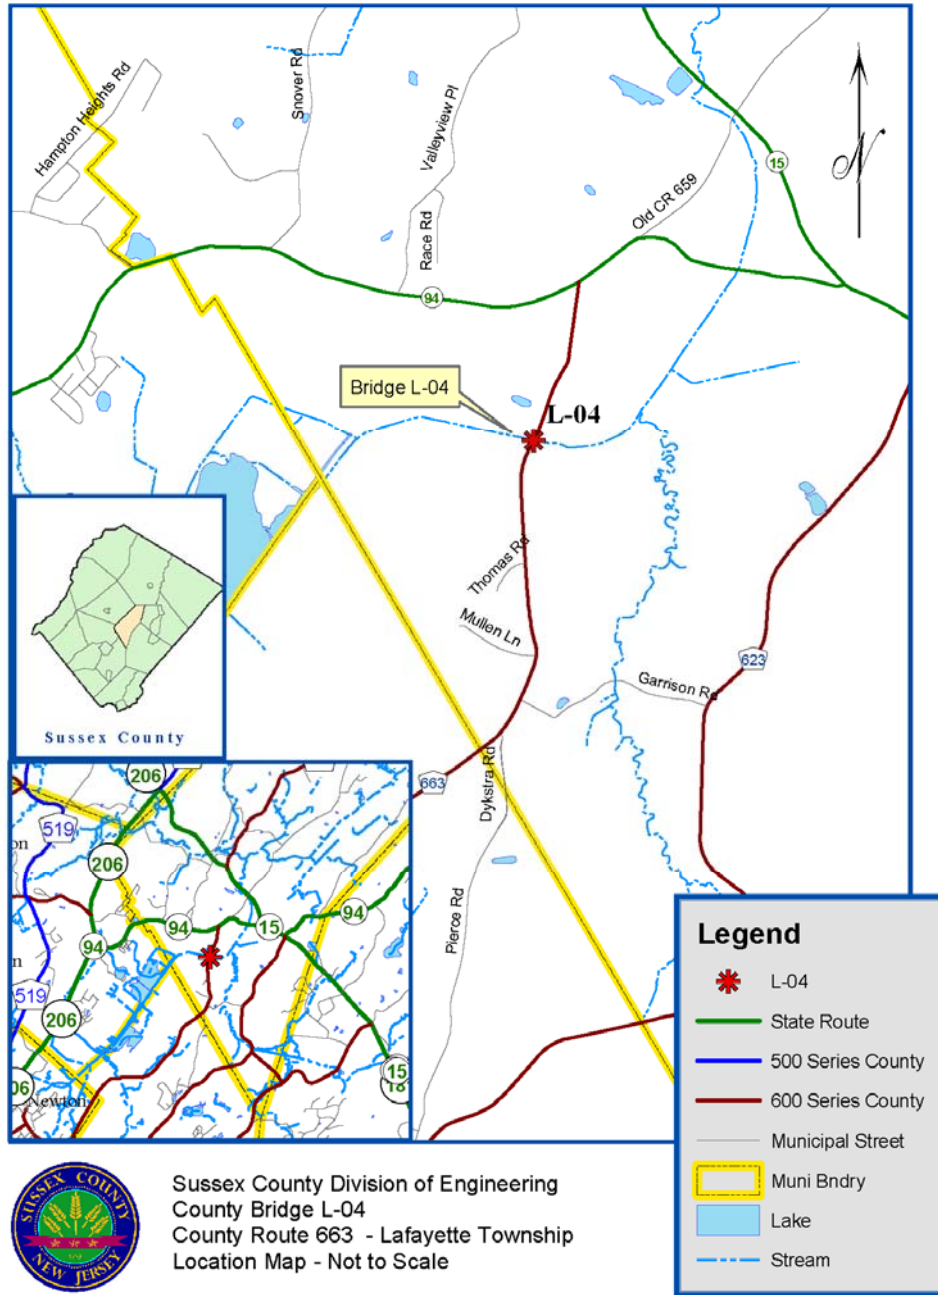 Hampton Heights Rd
Snover Rd
Valleyview Pl
Race Rd
Old CR 659
15
N
94
Bridge L-04
L-04
Thomas Rd
Mullen Ln
Garrison Rd
623
663
Dykstra Rd
Pierce Rd
Sussex County
206
519
on
206
94
94
15
94
n
519
206
15
18
06
Newton
Legend
L-04
State Route
500 Series County
600 Series County
Municipal Street
Muni Bndry
Lake
Stream
SUSSEX COUNTY
NEW JERSEY
Sussex County Division of Engineering
County Bridge L-04
County Route 663 - Lafayette Township
Location Map - Not to Scale